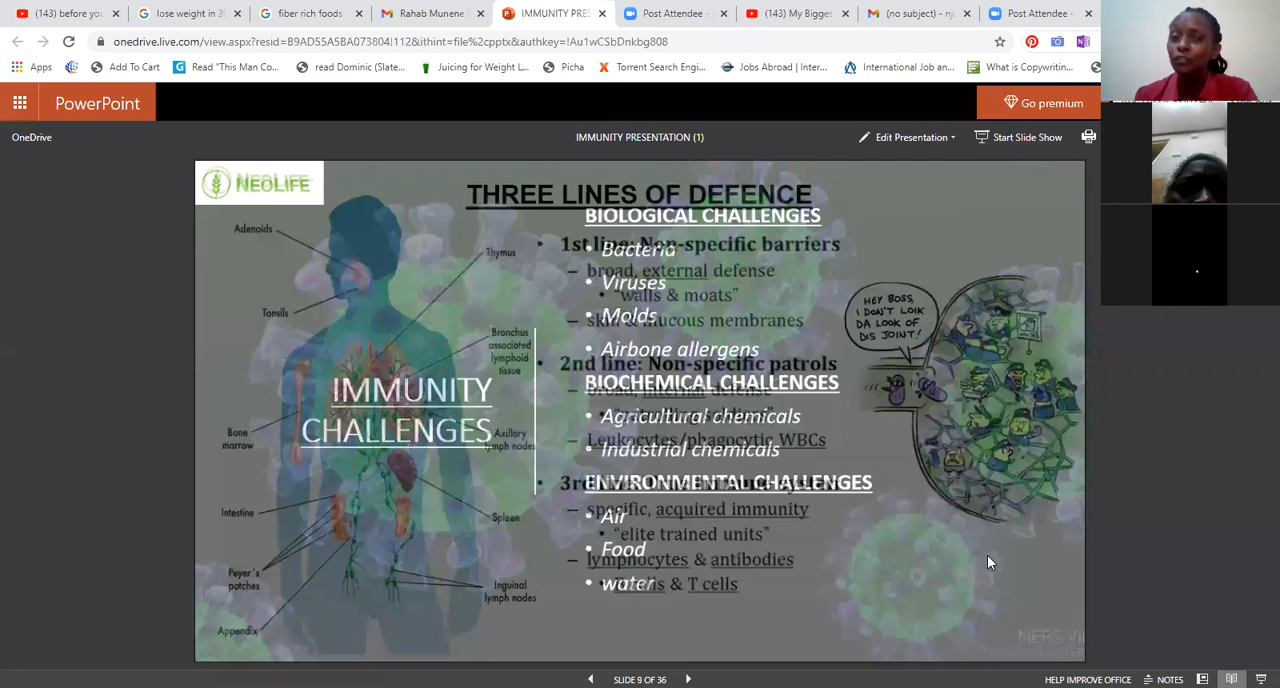 (143) before you
lose weight in 3
fiber rich foods
Rahab Munene
IMMUNITY PRES
Post Attendee -
(143) My Bigges
(no subject) - nj
Post Attendee -
onedrive.live.com/view.aspx?resid=B9AD55A5BA073804!112&ithint=file%2cpptx&authkey=!Au1wCSbDnkbg808
Apps
Add To Cart
Read "This Man Co...
read Dominic (Slate...
Juicing for Weight L...
Picha
Torrent Search Engi...
Jobs Abroad | Inter...
International Job an...
What is Copywritin...
PowerPoint
Go premium
OneDrive
IMMUNITY PRESENTATION (1)
Edit Presentation
Start Slide Show
NEOLIFE
THREE LINES OF DEFENCE
Adenoids
Thymus
Tonsils
Bronchus
associated
lymphoid
tissue
Bone
marrow
Axillary
lymph nodes
Intestine
Spleen
Peyer's
patches
Inguinal
lymph nodes
Appendix
IMMUNITY
CHALLENGES
BIOLOGICAL CHALLENGES
• 1st line: Non-specific barriers
• Bacteria
– broad, external defense
• Viruses
• "walls & moats"
• Molds
– skin & mucous membranes
• Airbone allergens
• 2nd line: Non-specific patrols
BIOCHEMICAL CHALLENGES
– broad, internal defense
• Agricultural chemicals
– Leukocytes/phagocytic WBCs
• Industrial chemicals
ENVIRONMENTAL CHALLENGES
– specific, acquired immunity
• Air
• "elite trained units"
• Food
– lymphocytes & antibodies
• water
& T cells
HEY BOSS,
I DON'T LOIK
DA LOOK OF
DIS JOINT!
SLIDE 9 OF 36
HELP IMPROVE OFFICE
NOTES